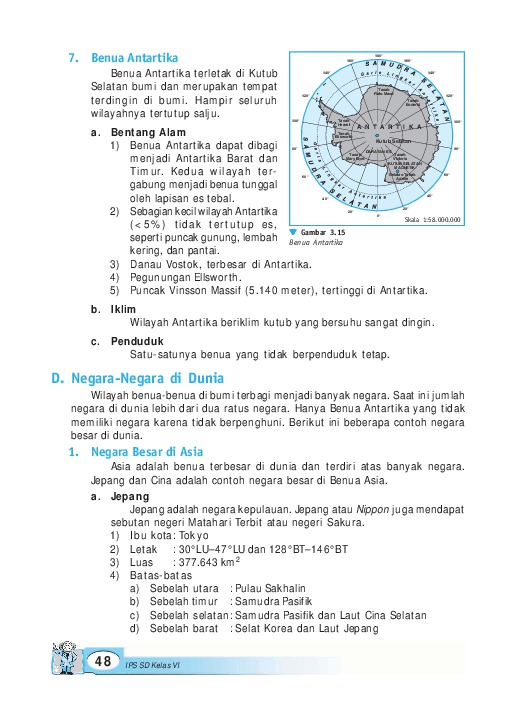 7. Benua Antartika
Benua Antartika terletak di Kutub
Selatan bumi dan merupakan tempat
terdingin di bumi. Hampir seluruh
wilayahnya tertutup salju.
a. Bentang Alam
1) Benua Antartika dapat dibagi
menjadi Antartika Barat dan
Timur. Kedua wilayah ter-
gabung menjadi benua tunggal
oleh lapisan es tebal.
2) Sebagian kecil wilayah Antartika
(<5%) tidak tertutup es,
seperti puncak gunung, lembah
kering, dan pantai.
SAMUDRA SELATAN
Garis Lingkar Antartika
ANTARTIKA
Kutub Selatan
SAMUDRA SELATAN
Garis Lingkar Antartika
Skala 1:58.000.000
Gambar 3.15
Benua Antartika
3) Danau Vostok, terbesar di Antartika.
4) Pegunungan Ellsworth.
5) Puncak Vinsson Massif (5.140 meter), tertinggi di Antartika.
b. Iklim
Wilayah Antartika beriklim kutub yang bersuhu sangat dingin.
c. Penduduk
Satu-satunya benua yang tidak berpenduduk tetap.
D. Negara-Negara di Dunia
Wilayah benua-benua di bumi terbagi menjadi banyak negara. Saat ini jumlah
negara di dunia lebih dari dua ratus negara. Hanya Benua Antartika yang tidak
memiliki negara karena tidak berpenghuni. Berikut ini beberapa contoh negara
besar di dunia.
1. Negara Besar di Asia
Asia adalah benua terbesar di dunia dan terdiri atas banyak negara.
Jepang dan Cina adalah contoh negara besar di Benua Asia.
a. Jepang
Jepang adalah negara kepulauan. Jepang atau Nippon juga mendapat
sebutan negeri Matahari Terbit atau negeri Sakura.
1) Ibu kota : Tokyo
2) Letak : 30°LU–47°LU dan 128°BT–146°BT
3) Luas : 377.643 km²
4) Batas-batas
a) Sebelah utara : Pulau Sakhalin
b) Sebelah timur : Samudra Pasifik
c) Sebelah selatan : Samudra Pasifik dan Laut Cina Selatan
d) Sebelah barat : Selat Korea dan Laut Jepang
48 IPS SD Kelas VI